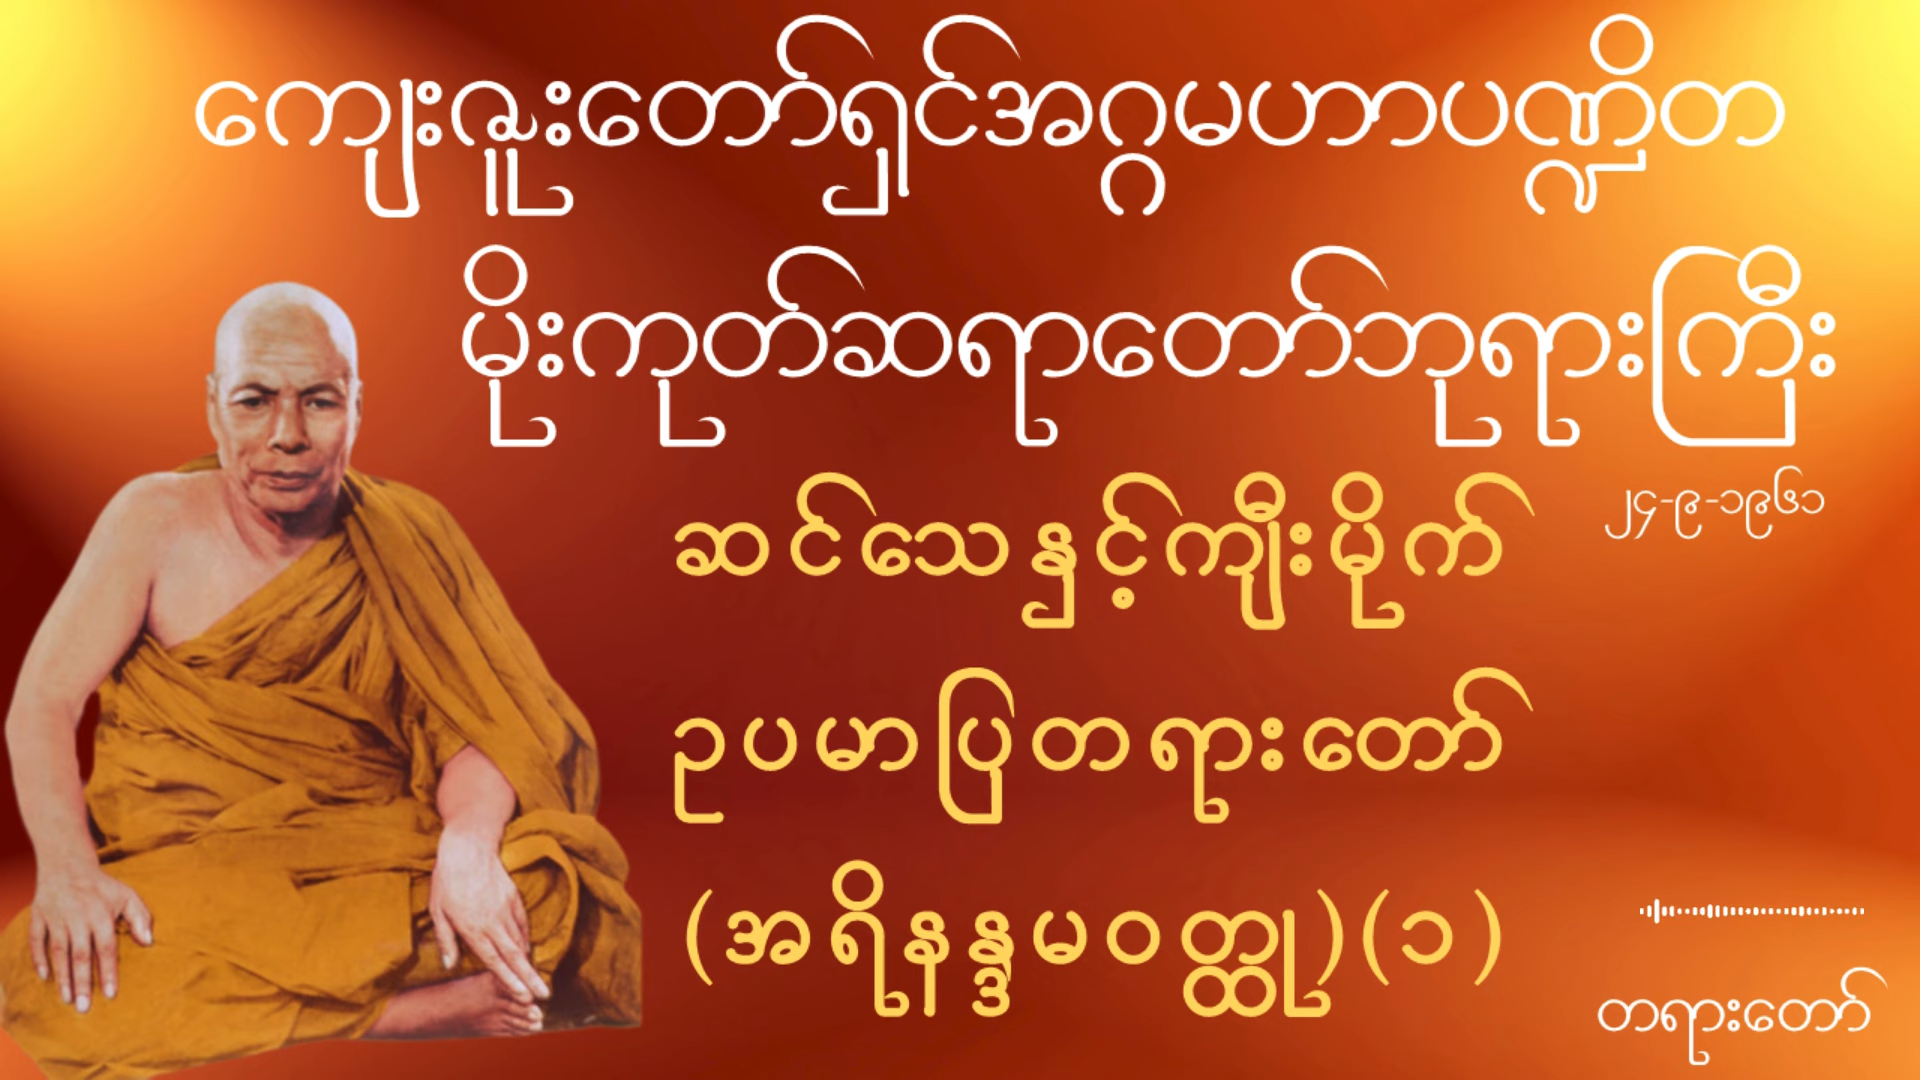 ကျေးဇူးတော်ရှင်အဂ္ဂမဟာပဏ္ဍိတ
မိုးကုတ်ဆရာတော်ဘုရားကြီး
၂၄-၉-၁၉၆၁
ဆင်သေနှင့်ကျီးမိုက်
ဥပမာပြတရားတော်
(အရိနန္ဒမဝတ္ထု)(၁)
တရားတော်